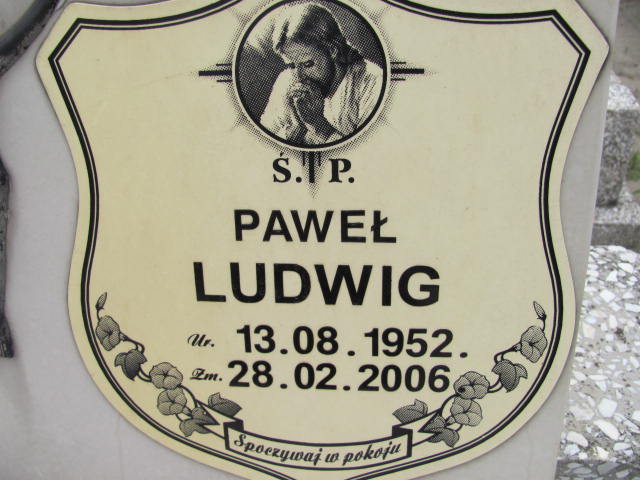 Ś. P.
PAWEŁ
LUDWIG
Ur. 13.08.1952.
Zm. 28.02.2006
Spoczywaj w pokoju